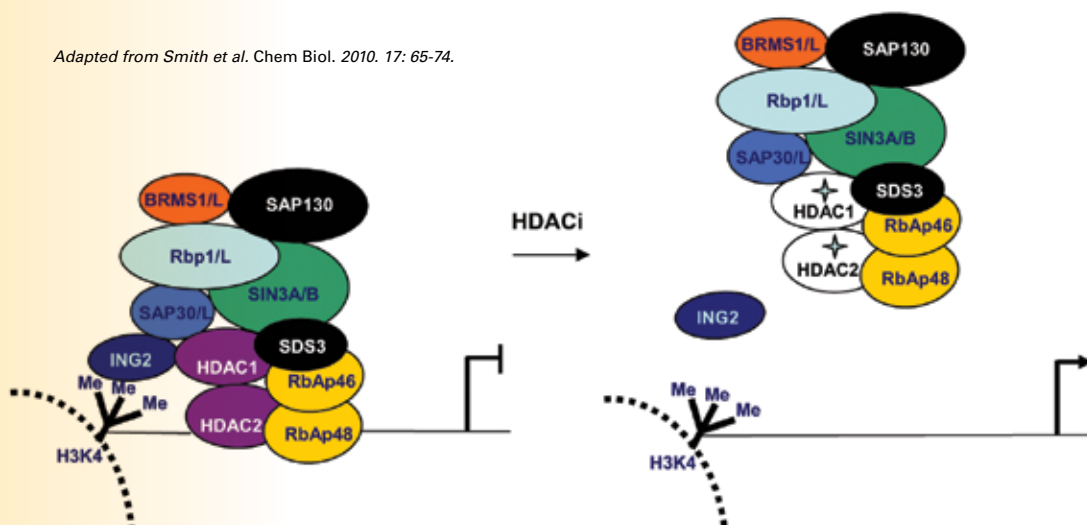 Adapted from Smith et al. Chem Biol. 2010. 17: 65-74.
BRMS1/L
SAP130
Rbp1/L
SIN3A/B
SAP30/L
SDS3
ING2
HDAC1
RbAp46
Me
Me
Me
HDAC2
RbAp48
H3K4
HDACi
BRMS1/L
SAP130
Rbp1/L
SIN3A/B
SAP30/L
SDS3
HDAC1
RbAp46
HDAC2
RbAp48
ING2
Me
Me
Me
H3K4